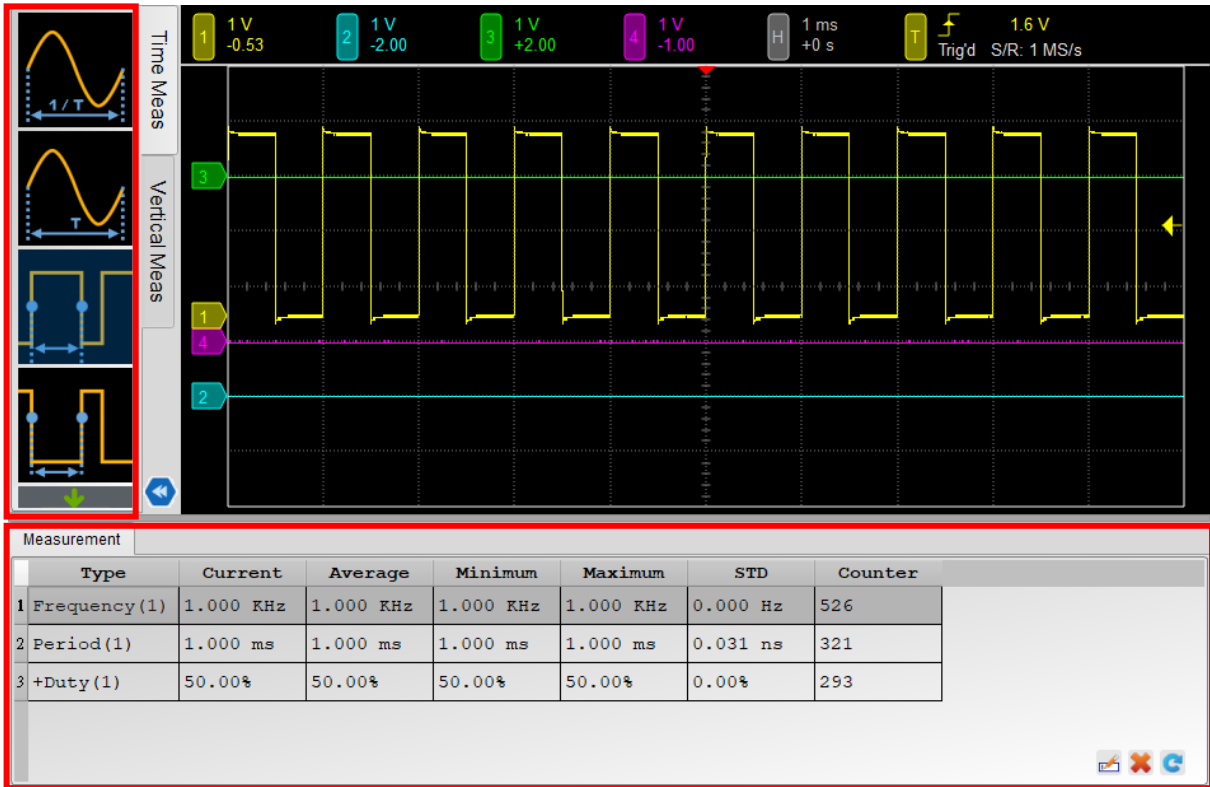 1 / T
T
Time Meas
Vertical Meas
1 1 V -0.53
2 1 V -2.00
3 1 V +2.00
4 1 V -1.00
H 1 ms +0 s
T 1.6 V
Trig'd S/R: 1 MS/s
3
1
4
2
Measurement
Type Current Average Minimum Maximum STD Counter
1 Frequency(1) 1.000 KHz 1.000 KHz 1.000 KHz 1.000 KHz 0.000 Hz 526
2 Period(1) 1.000 ms 1.000 ms 1.000 ms 1.000 ms 0.031 ns 321
3 +Duty(1) 50.00% 50.00% 50.00% 50.00% 0.00% 293